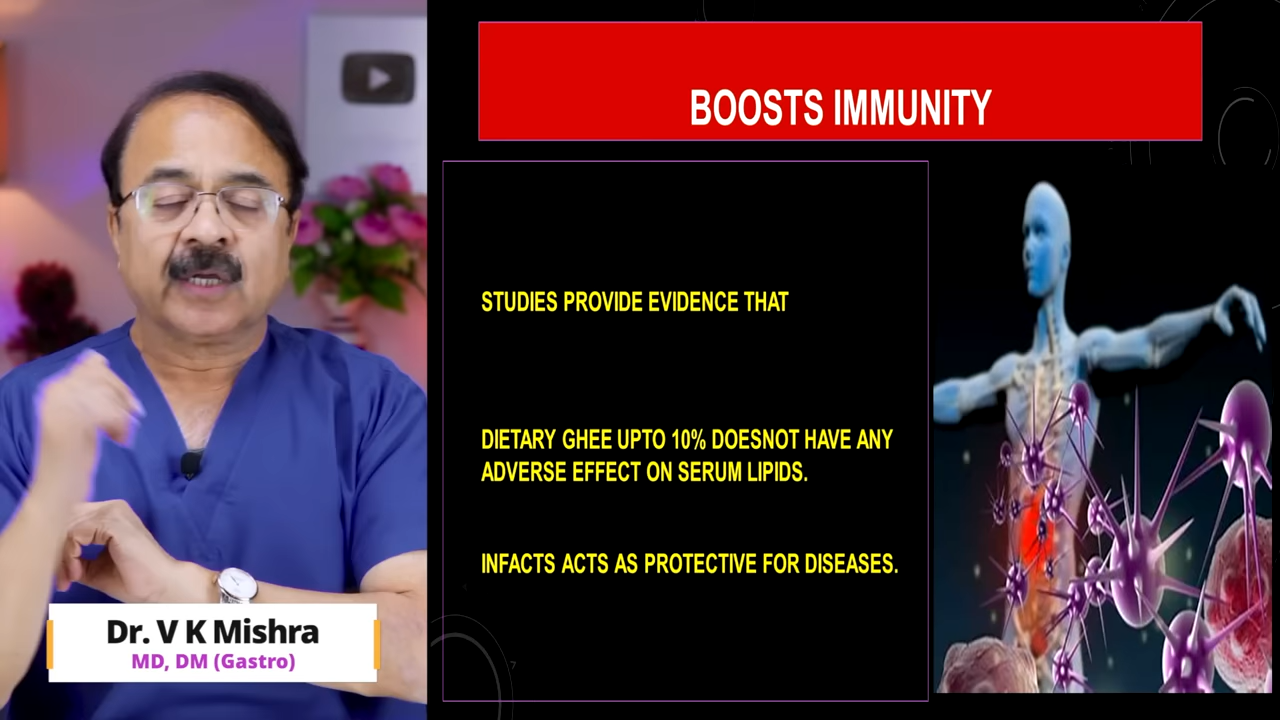 BOOSTS IMMUNITY
STUDIES PROVIDE EVIDENCE THAT
DIETARY GHEE UPTO 10% DOESNOT HAVE ANY
ADVERSE EFFECT ON SERUM LIPIDS.
INFACTS ACTS AS PROTECTIVE FOR DISEASES.
Dr. V K Mishra
MD, DM (Gastro)